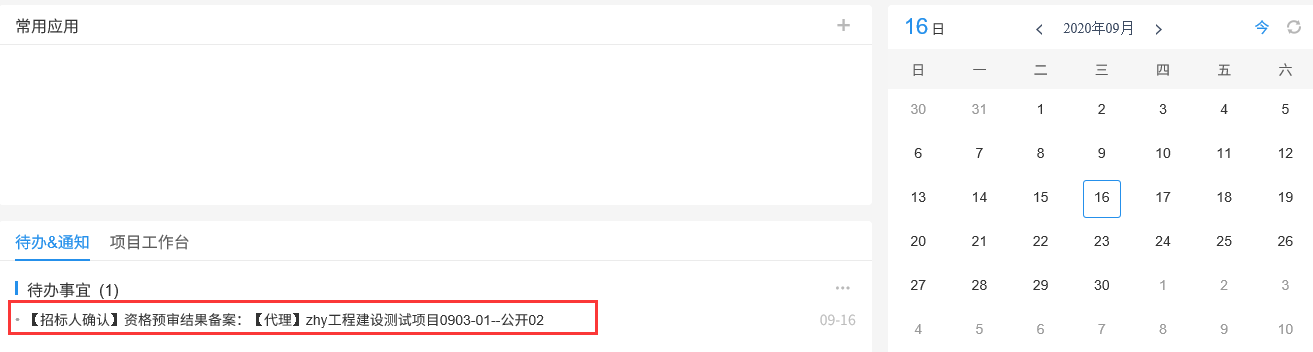 常用应用
待办&通知 项目工作台
待办事宜 (1)
【招标人确认】资格预审结果备案：【代理】zhy工程建设测试项目0903-01--公开02 09-16
16日 2020年09月 今
日 一 二 三 四 五 六
30 31 1 2 3 4 5
6 7 8 9 10 11 12
13 14 15 16 17 18 19
20 21 22 23 24 25 26
27 28 29 30 1 2 3
4 5 6 7 8 9 10